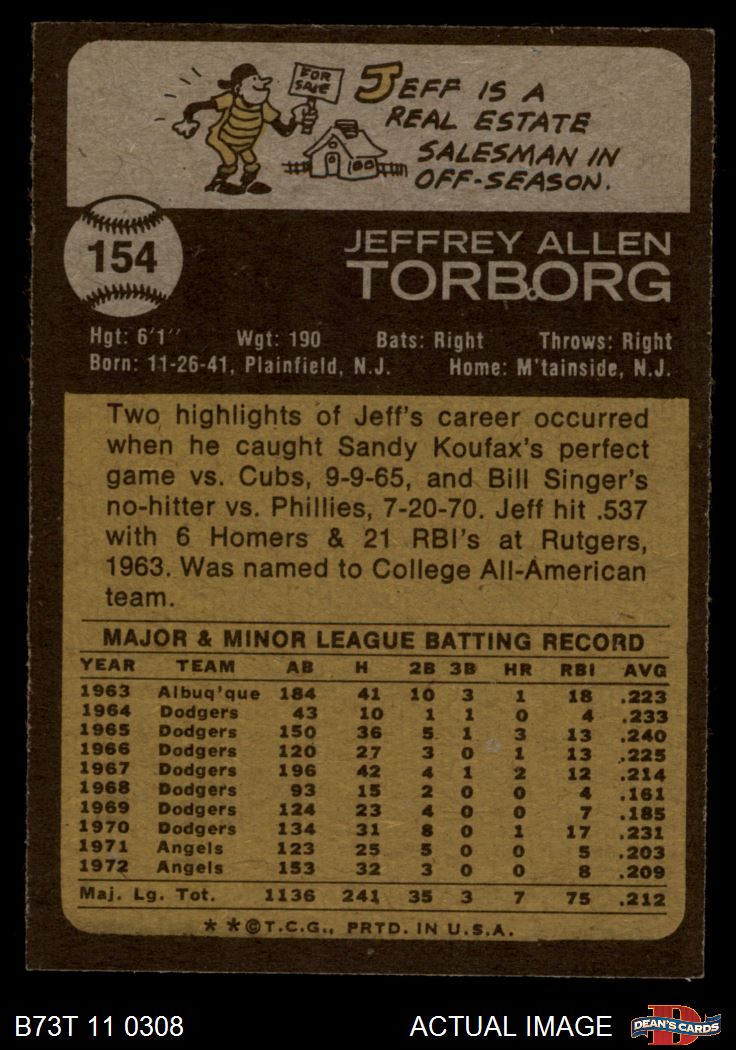 FOR
SALE
JEFF IS A
REAL ESTATE
SALESMAN IN
OFF-SEASON.
154
JEFFREY ALLEN
TORBORG
Hgt: 6'1" Wgt: 190 Bats: Right Throws: Right
Born: 11-26-41, Plainfield, N.J. Home: M'tainside, N.J.
Two highlights of Jeff's career occurred
when he caught Sandy Koufax's perfect
game vs. Cubs, 9-9-65, and Bill Singer's
no-hitter vs. Phillies, 7-20-70. Jeff hit .537
with 6 Homers & 21 RBI's at Rutgers,
1963. Was named to College All-American
team.
MAJOR & MINOR LEAGUE BATTING RECORD
YEAR TEAM AB H 2B 3B HR RBI AVG
1963 Albuq'que 184 41 10 3 1 18 .223
1964 Dodgers 43 10 1 1 0 4 .233
1965 Dodgers 150 36 5 1 3 13 .240
1966 Dodgers 120 27 3 0 1 13 .225
1967 Dodgers 196 42 4 1 2 12 .214
1968 Dodgers 93 15 2 0 0 4 .161
1969 Dodgers 124 23 4 0 0 7 .185
1970 Dodgers 134 31 8 0 1 17 .231
1971 Angels 123 25 5 0 0 5 .203
1972 Angels 153 32 3 0 0 8 .209
Maj. Lg. Tot. 1136 241 35 3 7 75 .212
* *©T.C.G., PRTD. IN U.S.A.
B73T 11 0308 ACTUAL IMAGE D DEAN'S CARDS